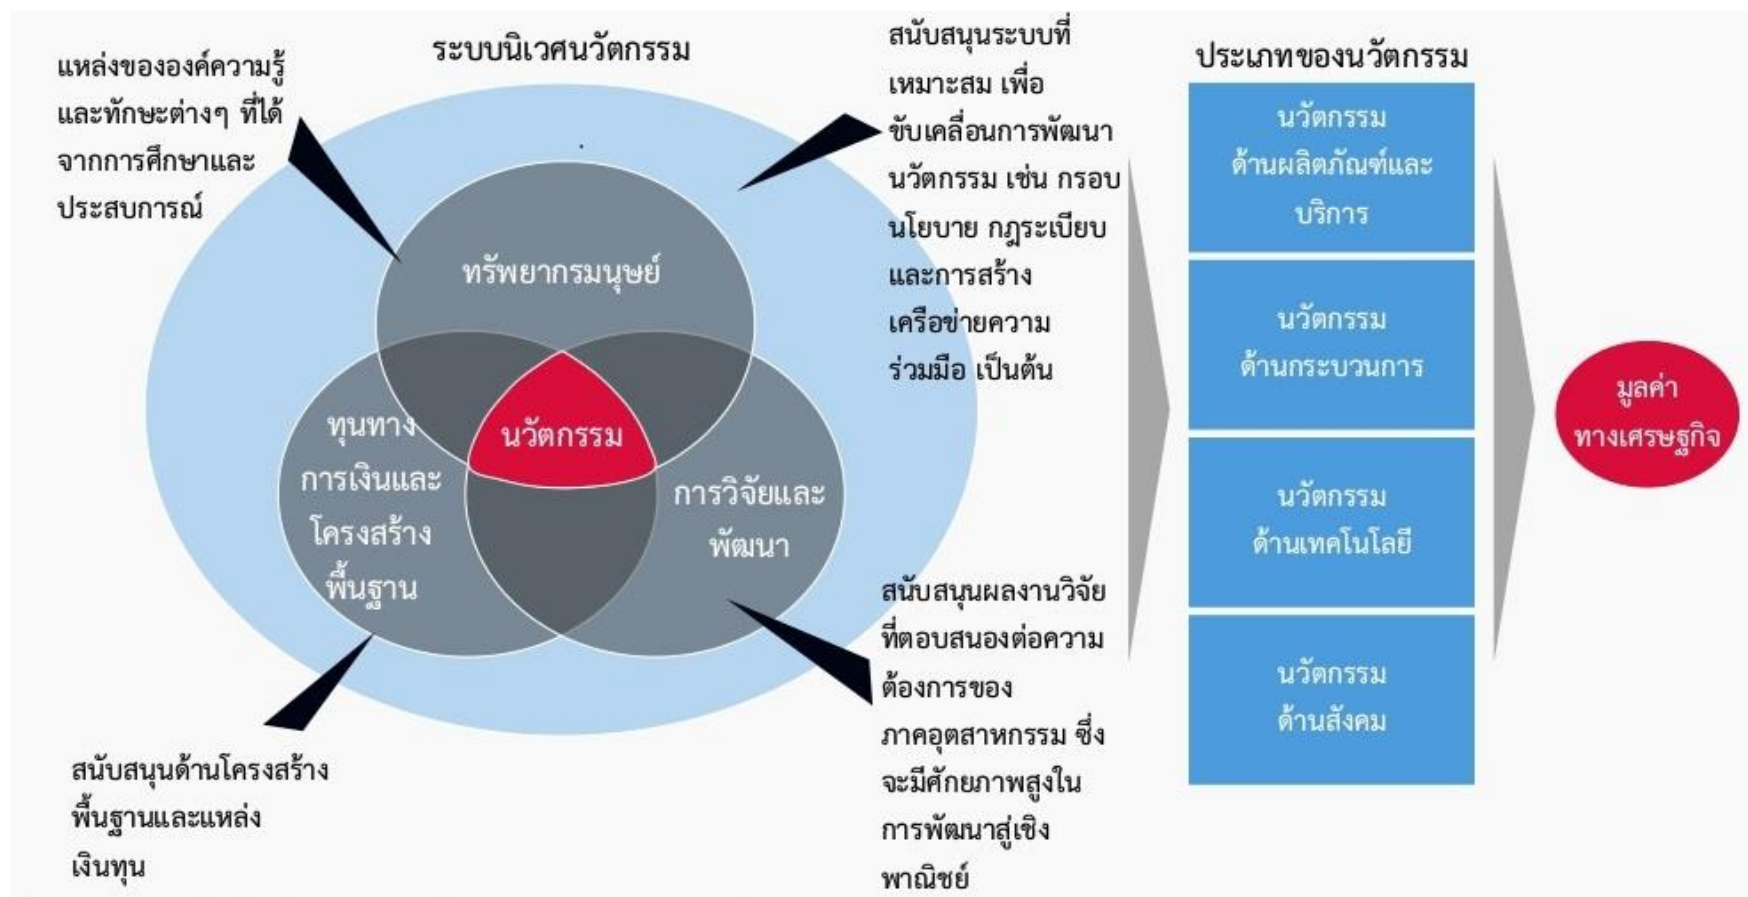 แหล่งขององค์ความรู้
และทักษะต่างๆ ที่ได้
จากการศึกษาและ
ประสบการณ์
ระบบนิเวศนวัตกรรม
สนับสนุนระบบที่
เหมาะสม เพื่อ
ขับเคลื่อนการพัฒนา
นวัตกรรม เช่น กรอบ
นโยบาย กฎระเบียบ
และการสร้าง
เครือข่ายความ
ร่วมมือ เป็นต้น
ทรัพยากรมนุษย์
นวัตกรรม
ทุนทาง
การเงินและ
โครงสร้าง
พื้นฐาน
การวิจัยและ
พัฒนา
สนับสนุนด้านโครงสร้าง
พื้นฐานและแหล่ง
เงินทุน
สนับสนุนผลงานวิจัย
ที่ตอบสนองต่อความ
ต้องการของ
ภาคอุตสาหกรรม ซึ่ง
จะมีศักยภาพสูงใน
การพัฒนาสู่เชิง
พาณิชย์
ประเภทของนวัตกรรม
นวัตกรรม
ด้านผลิตภัณฑ์และ
บริการ
นวัตกรรม
ด้านกระบวนการ
นวัตกรรม
ด้านเทคโนโลยี
นวัตกรรม
ด้านสังคม
มูลค่า
ทางเศรษฐกิจ